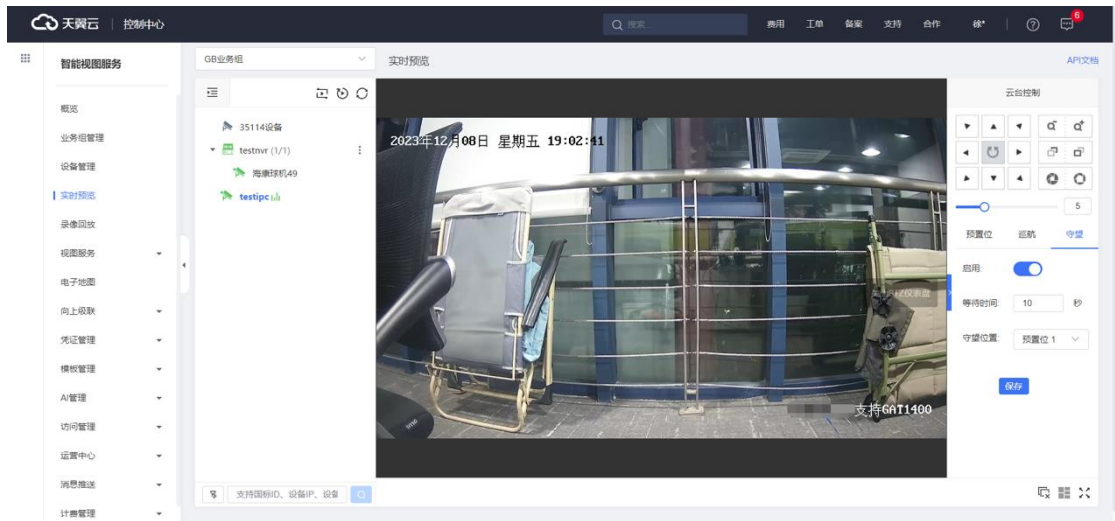 天翼云 控制中心 搜索... 费用 工单 备案 支持 合作 徐* 6
智能视图服务
GB业务组
实时预览
API文档
概览
业务组管理
设备管理
实时预览
录像回放
视图服务
电子地图
向上级联
凭证管理
模板管理
AI管理
访问管理
运营中心
消息推送
计费管理
35114设备
testnvr (1/1)
海康球机49
testipc
支持国标ID、设备IP、设备
2023年12月08日 星期五 19:02:41
支持GAT1400
云台控制
5
预置位 巡航 守望
启用:
等待时间: 10 秒
守望位置: 预置位 1
保存